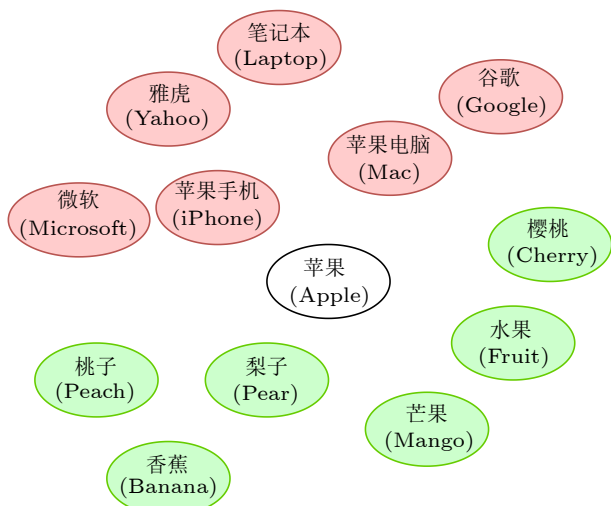 笔记本
(Laptop)
谷歌
(Google)
雅虎
(Yahoo)
苹果电脑
(Mac)
微软
(Microsoft)
苹果手机
(iPhone)
樱桃
(Cherry)
苹果
(Apple)
水果
(Fruit)
桃子
(Peach)
梨子
(Pear)
芒果
(Mango)
香蕉
(Banana)